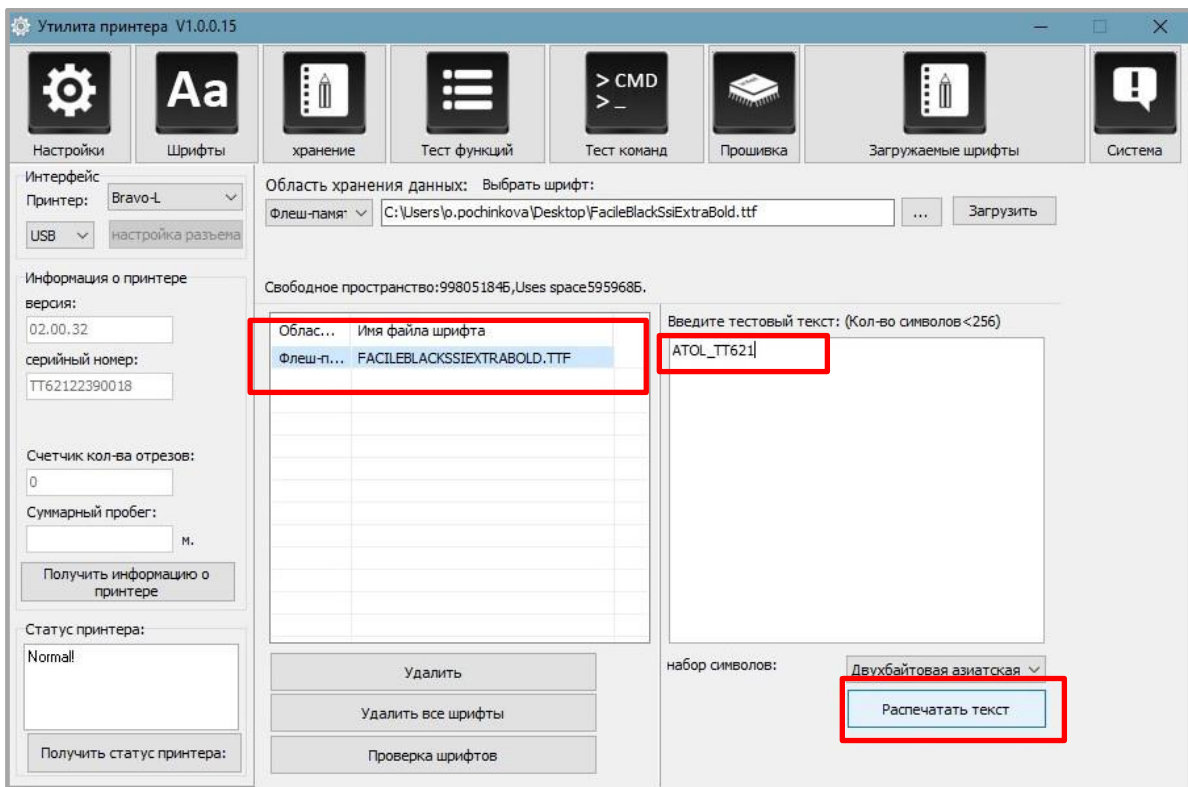 Утилита принтера V1.0.0.15
Aa
> CMD
>_
Настройки
Шрифты
хранение
Тест функций
Тест команд
Прошивка
Загружаемые шрифты
Система
Интерфейс
Принтер: Bravo-L
USB настройка разъема
Информация о принтере
версия:
02.00.32
серийный номер:
TT62122390018
Счетчик кол-ва отрезов:
0
Суммарный пробег:
м.
Получить информацию о
принтере
Статус принтера:
Normal!
Получить статус принтера:
Область хранения данных: Выбрать шрифт:
Флеш-памят C:\Users\o.pochinkova\Desktop\FacileBlackSsiExtraBold.ttf ... Загрузить
Свободное пространство:99805184Б,Uses space595968Б.
Облас... Имя файла шрифта
Флеш-п... FACILEBLACKSSIEXTRABOLD.TTF
Удалить
Удалить все шрифты
Проверка шрифтов
Введите тестовый текст: (Кол-во символов<256)
ATOL_TT621
набор символов: Двухбайтовая азиатская
Распечатать текст